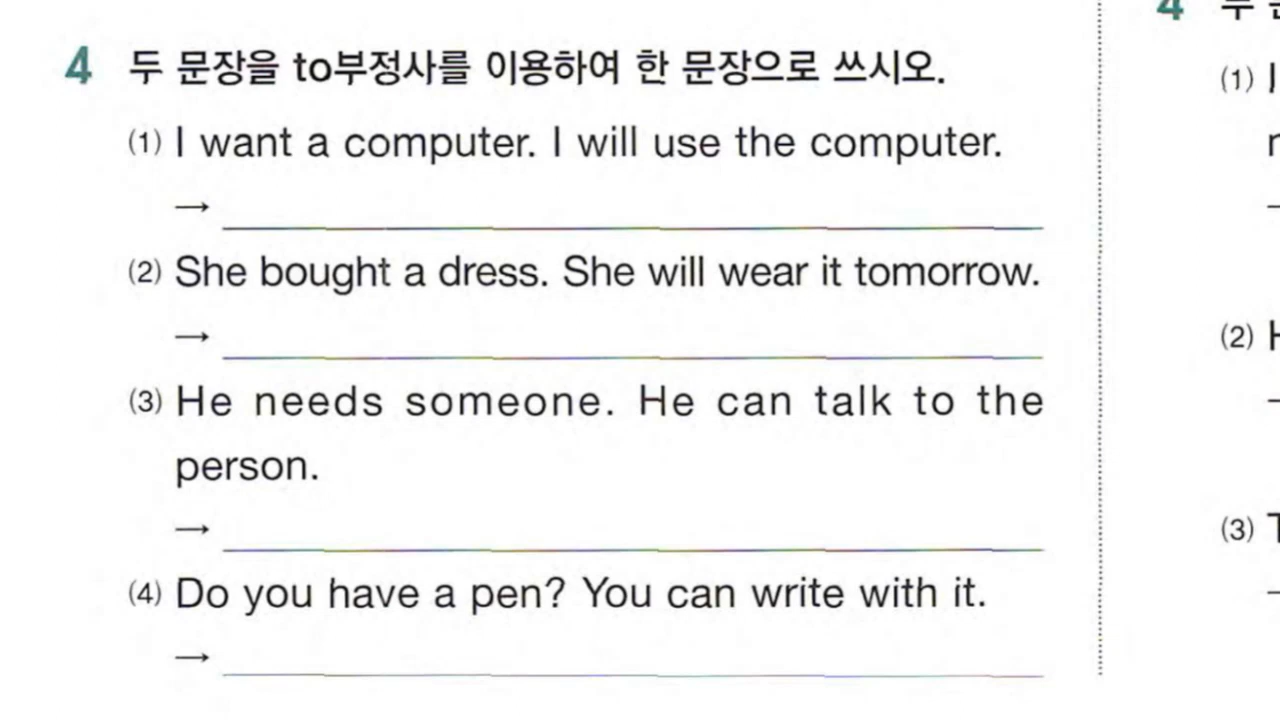 4 두 문장을 to부정사를 이용하여 한 문장으로 쓰시오.
(1) I want a computer. I will use the computer.
→
(2) She bought a dress. She will wear it tomorrow.
→
(3) He needs someone. He can talk to the
person.
→
(4) Do you have a pen? You can write with it.
→
4 두
(1) I
(2)
(3)